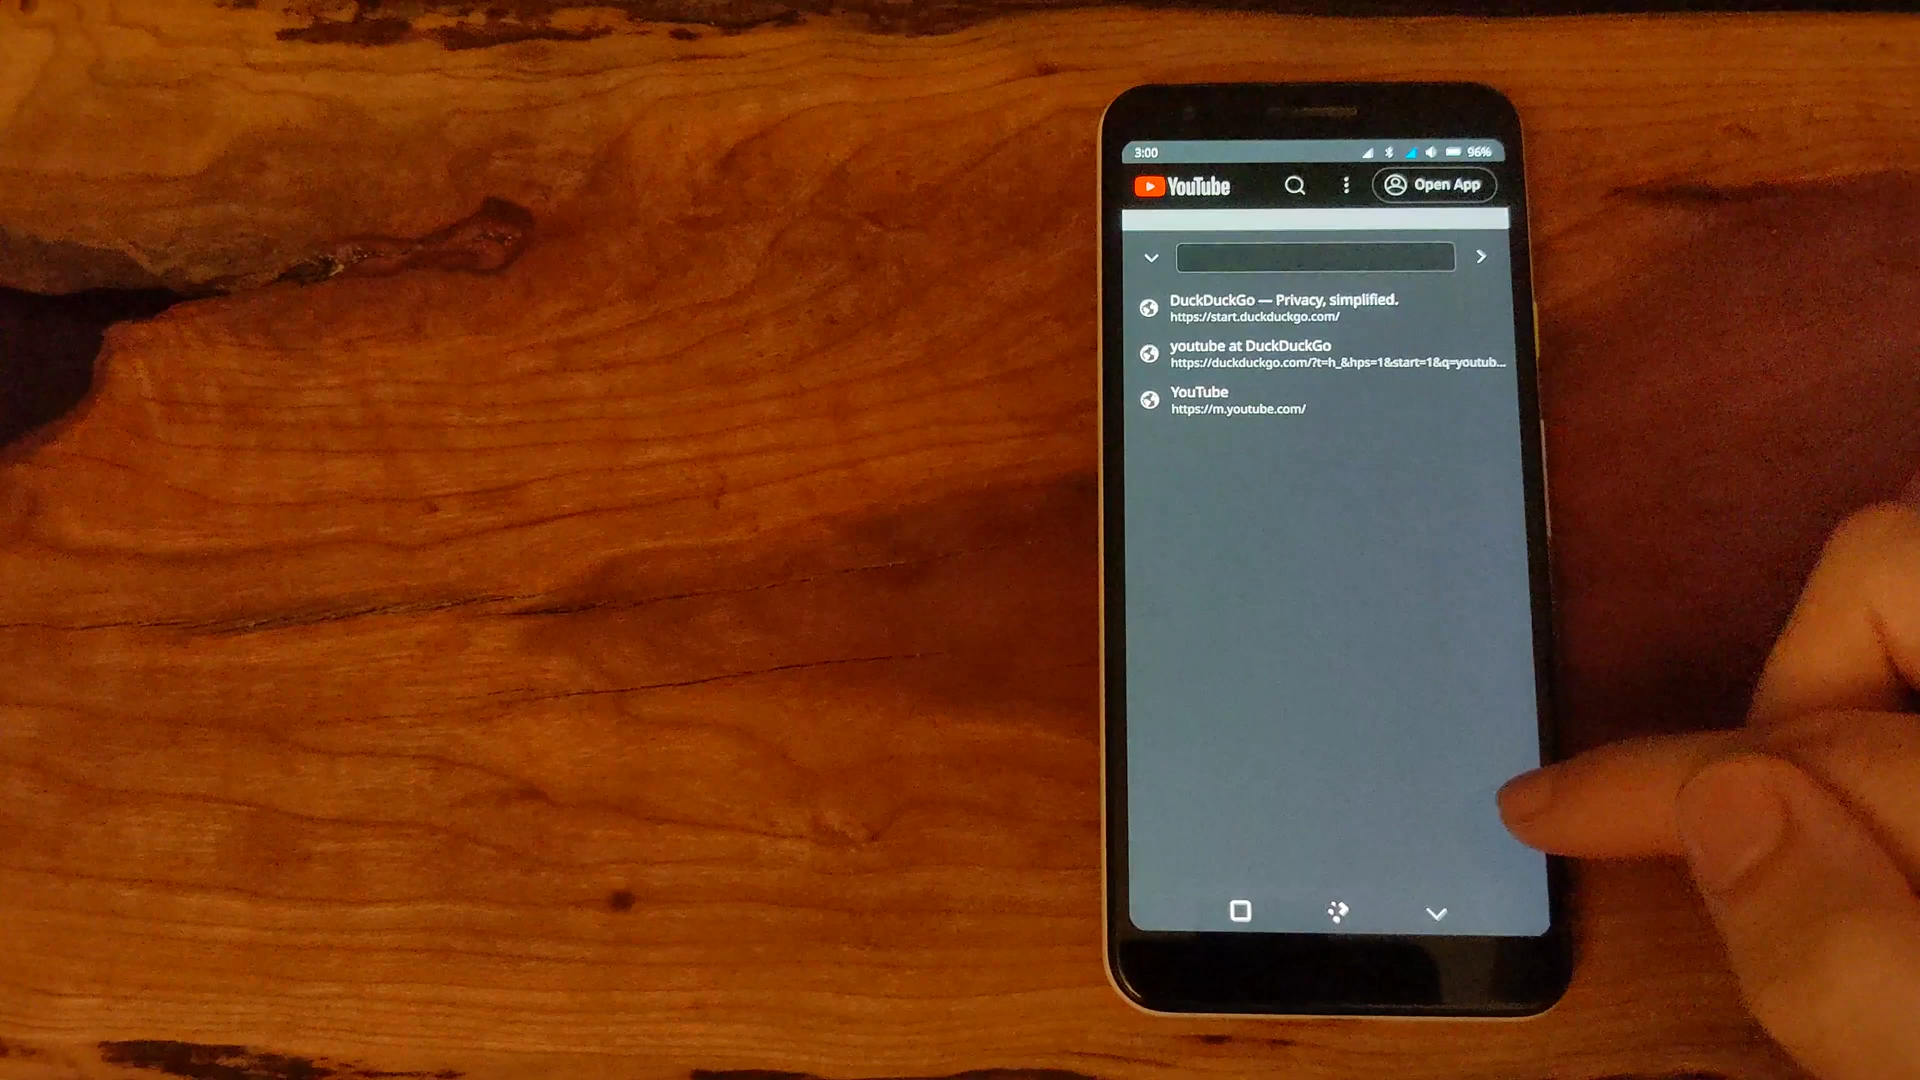 3:00 96%
YouTube Open App
DuckDuckGo — Privacy, simplified.
https://start.duckduckgo.com/
youtube at DuckDuckGo
https://duckduckgo.com/?t=h_&hps=1&start=1&q=youtub...
YouTube
https://m.youtube.com/